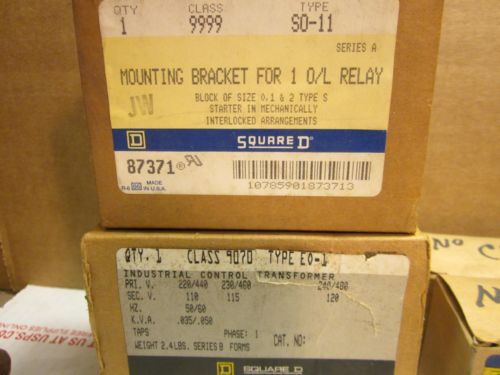 QTY CLASS TYPE
1 9999 SO-11
SERIES A
MOUNTING BRACKET FOR 1 O/L RELAY
JW
BLOCK OF SIZE 0,1 & 2 TYPE S
STARTER IN MECHANICALLY
INTERLOCKED ARRANGEMENTS
D SQUARE D
87371 ®
R-6 MADE IN U.S.A.
10785901873713
QTY. 1 CLASS 9070 TYPE EO-1
INDUSTRIAL CONTROL TRANSFORMER
PRI. V. 220/440 230/460 240/480
SEC. V. 110 115 120
HZ. 50/60
K.V.A. .035/.050
TAPS PHASE: 1 CAT. NO:
WEIGHT 2.4 LBS. SERIES B FORMS
D SQUARE D
No C